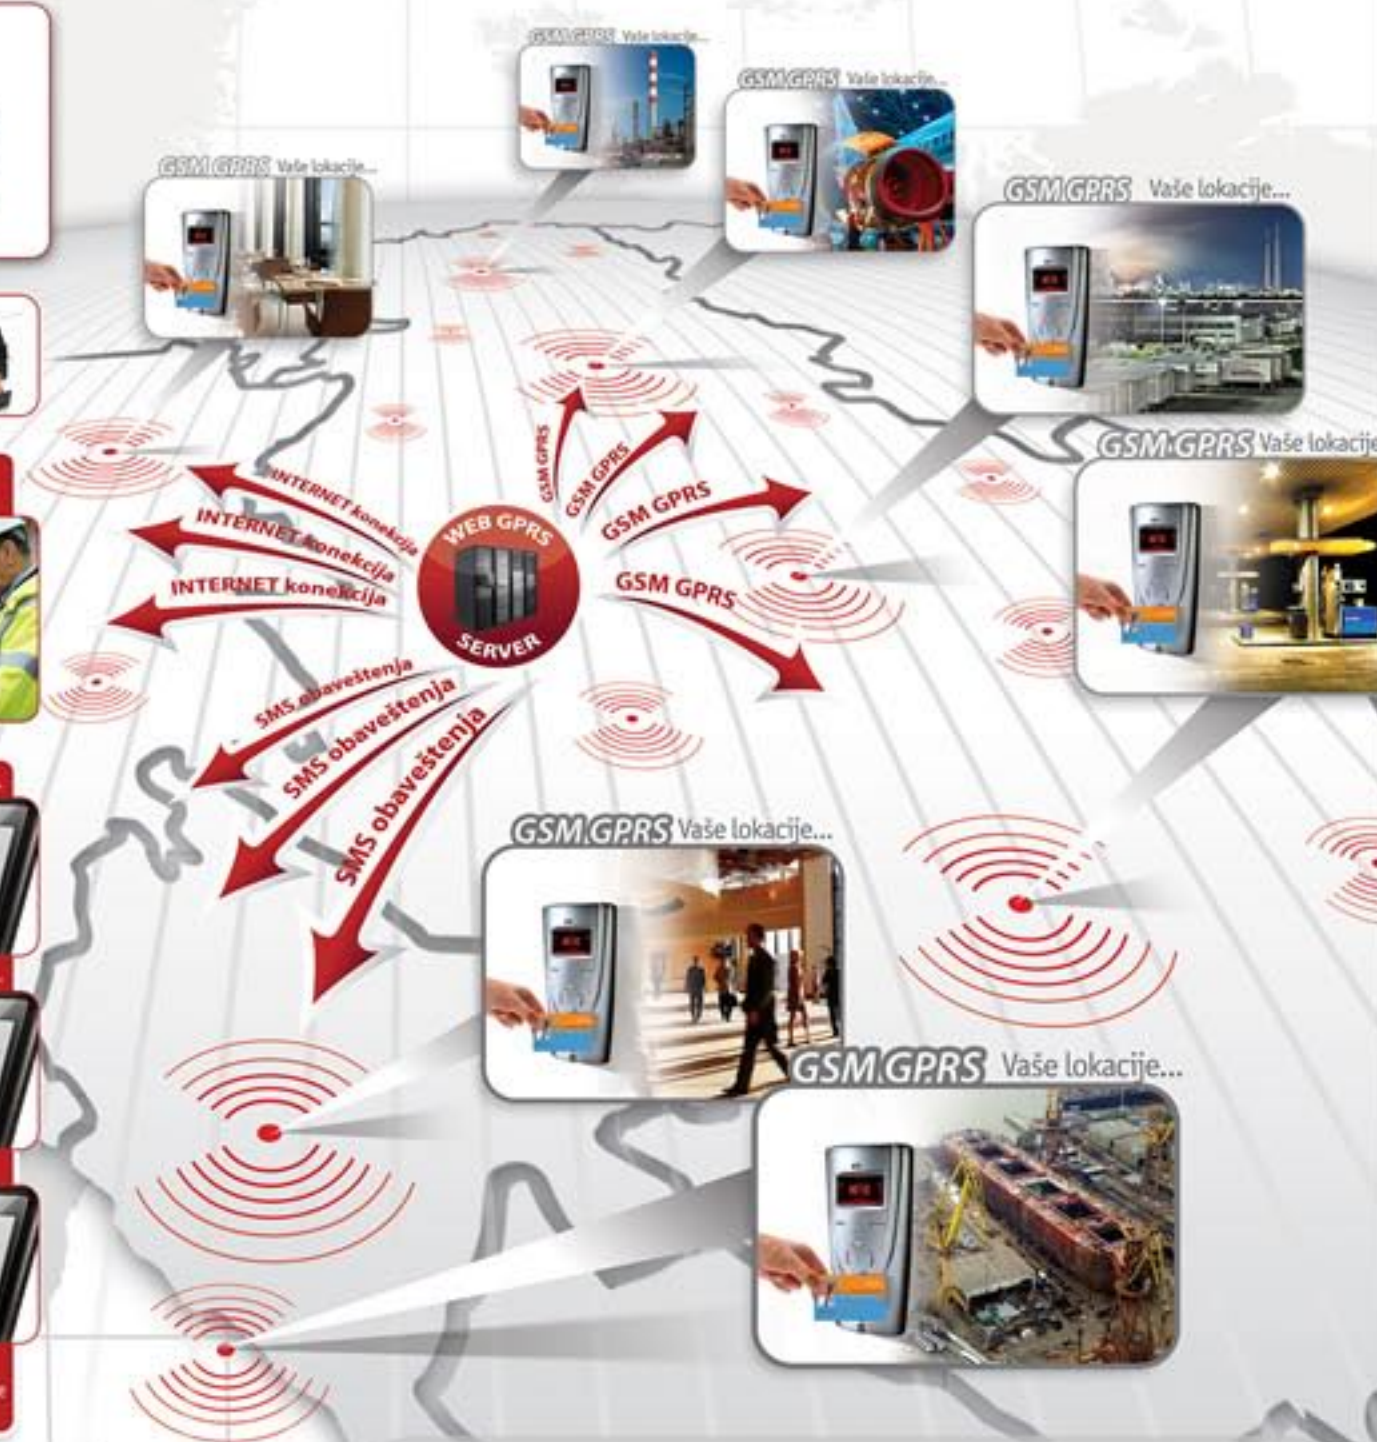 GSM.GPRS Vaše lokacije...
GSM.GPRS Vaše lokacije...
GSM.GPRS Vaše lokacije...
GSM.GPRS Vaše lokacije...
GSM.GPRS Vaše lokacije
GSM GPRS
GSM GPRS
GSM GPRS
GSM GPRS
INTERNET konekcija
INTERNET konekcija
INTERNET konekcija
WEB GPRS
SERVER
SMS obaveštenja
SMS obaveštenja
SMS obaveštenja
GSM.GPRS Vaše lokacije...
GSM.GPRS Vaše lokacije...